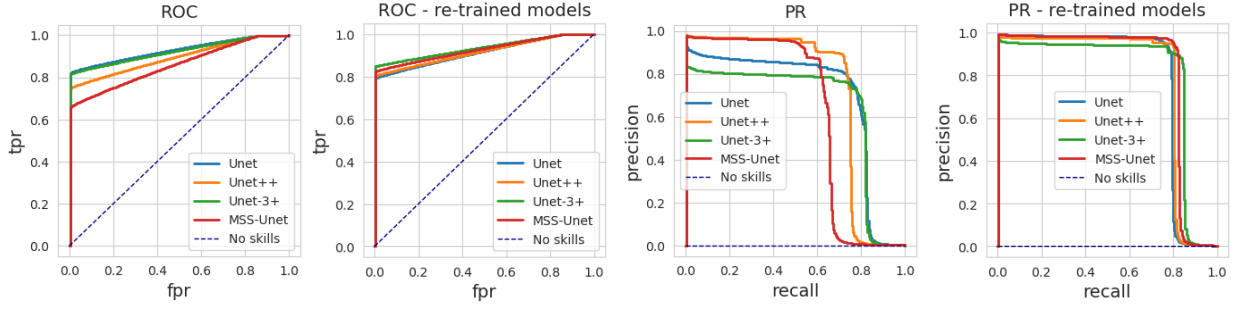 ROC
tpr
1.0
0.8
0.6
0.4
0.2
0.0
Unet
Unet++
Unet-3+
MSS-Unet
No skills
0.0 0.2 0.4 0.6 0.8 1.0
fpr
ROC - re-trained models
tpr
1.0
0.8
0.6
0.4
0.2
0.0
Unet
Unet++
Unet-3+
MSS-Unet
No skills
0.0 0.2 0.4 0.6 0.8 1.0
fpr
PR
precision
1.0
0.8
0.6
0.4
0.2
0.0
Unet
Unet++
Unet-3+
MSS-Unet
No skills
0.0 0.2 0.4 0.6 0.8 1.0
recall
PR - re-trained models
precision
1.0
0.8
0.6
0.4
0.2
0.0
Unet
Unet++
Unet-3+
MSS-Unet
No skills
0.0 0.2 0.4 0.6 0.8 1.0
recall